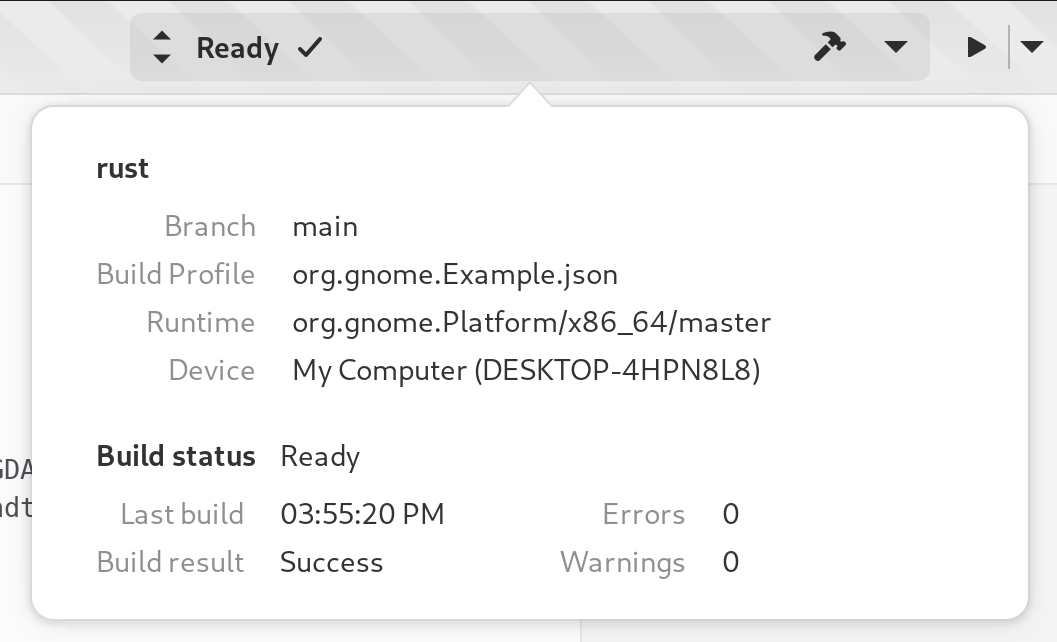 Ready
rust
Branch main
Build Profile org.gnome.Example.json
Runtime org.gnome.Platform/x86_64/master
Device My Computer (DESKTOP-4HPN8L8)
GDA
Build status Ready
ndt
Last build 03:55:20 PM Errors 0
Build result Success Warnings 0